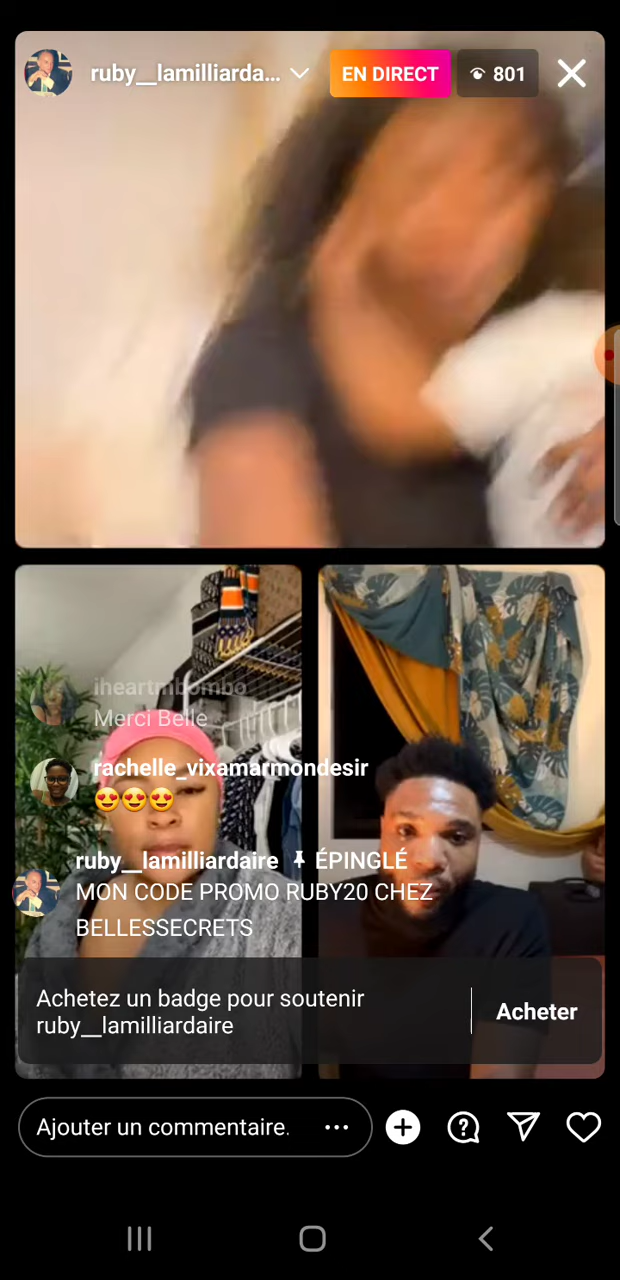 ruby__lamilliarda...
EN DIRECT
801
iheartmbombo
Merci Belle
rachelle_vixamarmondesir
😍😍😍
ruby__lamilliardaire ÉPINGLÉ
MON CODE PROMO RUBY20 CHEZ
BELLESSECRETS
Achetez un badge pour soutenir
ruby__lamilliardaire
Acheter
Ajouter un commentaire.